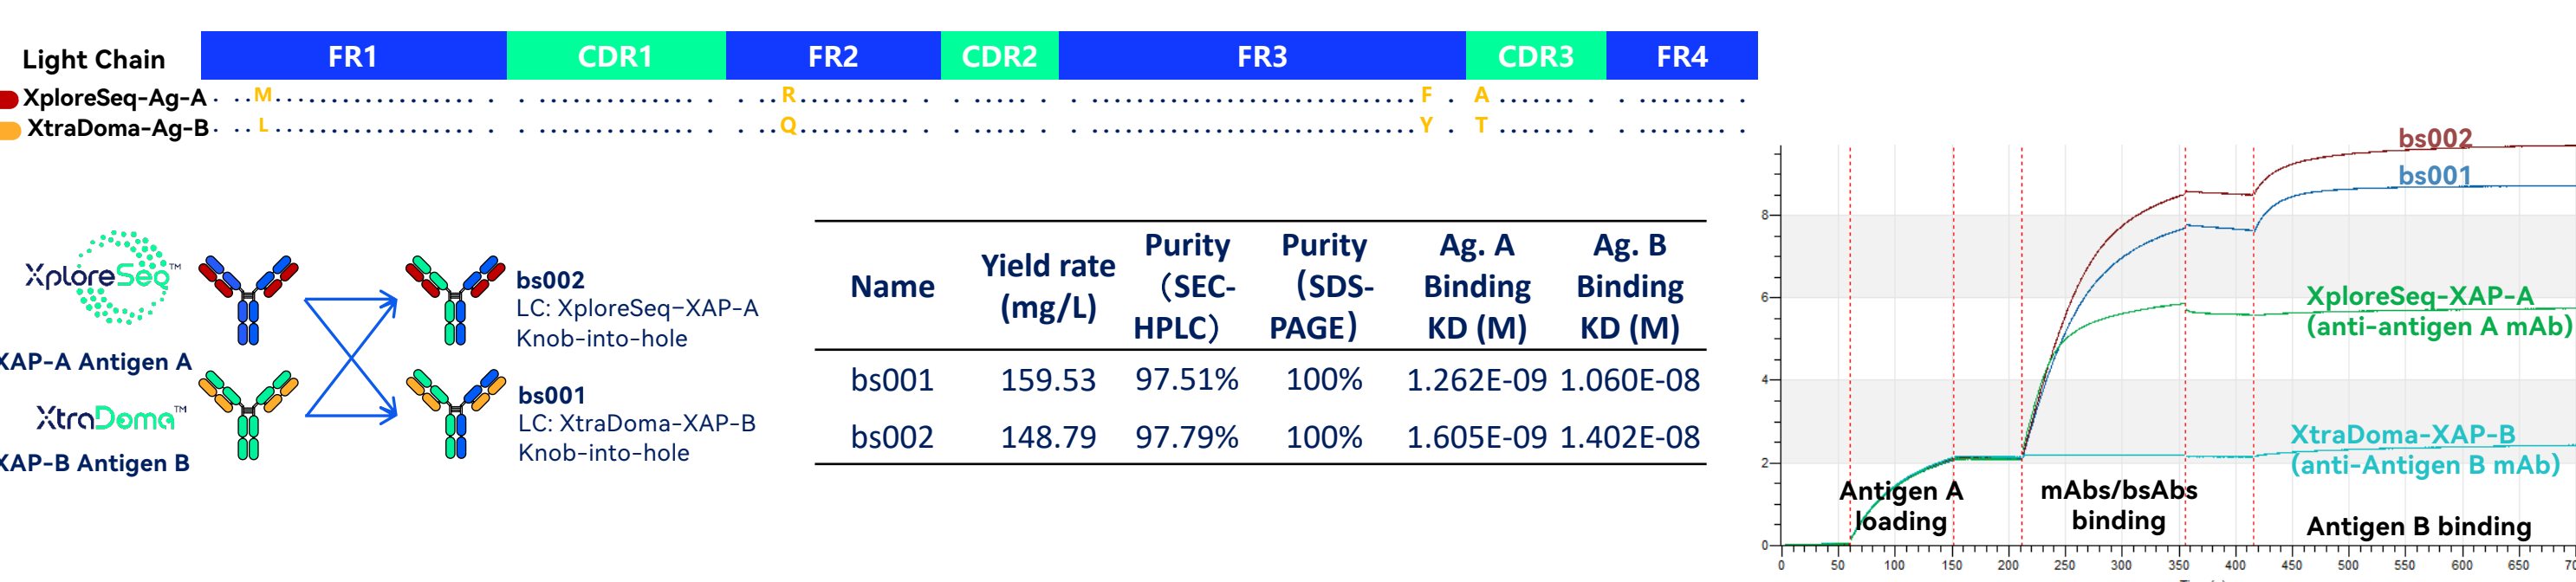 FR1 CDR1 FR2 CDR2 FR3 CDR3 FR4
Light Chain
XploreSeq-Ag-A · ··M················ · · ················ · · ··R·········· · · ····· · · ····························F · A ······· · · ········ ·
XtraDoma-Ag-B · ··L················ · · ················ · · ··Q·········· · · ····· · · ····························Y · T ······· · · ········ ·
XploreSeq™
XAP-A Antigen A
XtraDoma™
XAP-B Antigen B
bs002
LC: XploreSeq-XAP-A
Knob-into-hole
bs001
LC: XtraDoma-XAP-B
Knob-into-hole
Name Yield rate (mg/L) Purity (SEC-HPLC) Purity (SDS-PAGE) Ag. A Binding KD (M) Ag. B Binding KD (M)
bs001 159.53 97.51% 100% 1.262E-09 1.060E-08
bs002 148.79 97.79% 100% 1.605E-09 1.402E-08
bs002
bs001
XploreSeq-XAP-A
(anti-antigen A mAb)
XtraDoma-XAP-B
(anti-Antigen B mAb)
Antigen A
loading
mAbs/bsAbs
binding
Antigen B binding
8
6
4
2
0
0 50 100 150 200 250 300 350 400 450 500 550 600 650